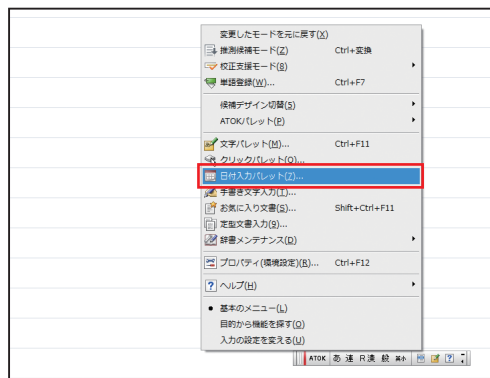 変更したモードを元に戻す(X)
推測候補モード(Z) Ctrl+変換
校正支援モード(8)
単語登録(W)... Ctrl+F7
候補デザイン切替(5)
ATOKパレット(P)
文字パレット(M)... Ctrl+F11
クリックパレット(O)...
日付入力パレット(7)...
手書き文字入力(T)...
お気に入り文書(S)... Shift+Ctrl+F11
定型文書入力(9)...
辞書メンテナンス(D)
プロパティ(環境設定)(R)... Ctrl+F12
ヘルプ(H)
基本のメニュー(L)
目的から機能を探す(Q)
入力の設定を変える(U)
ATOK あ 連 R漢 般